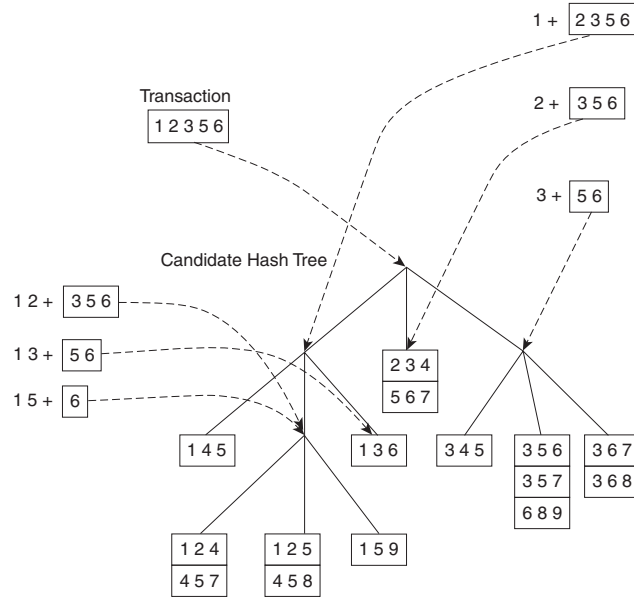 1 + 2 3 5 6
Transaction
1 2 3 5 6
2 + 3 5 6
3 + 5 6
Candidate Hash Tree
1 2 + 3 5 6
1 3 + 5 6
1 5 + 6
2 3 4
5 6 7
1 4 5
1 3 6
3 4 5
3 5 6
3 5 7
6 8 9
3 6 7
3 6 8
1 2 4
4 5 7
1 2 5
4 5 8
1 5 9